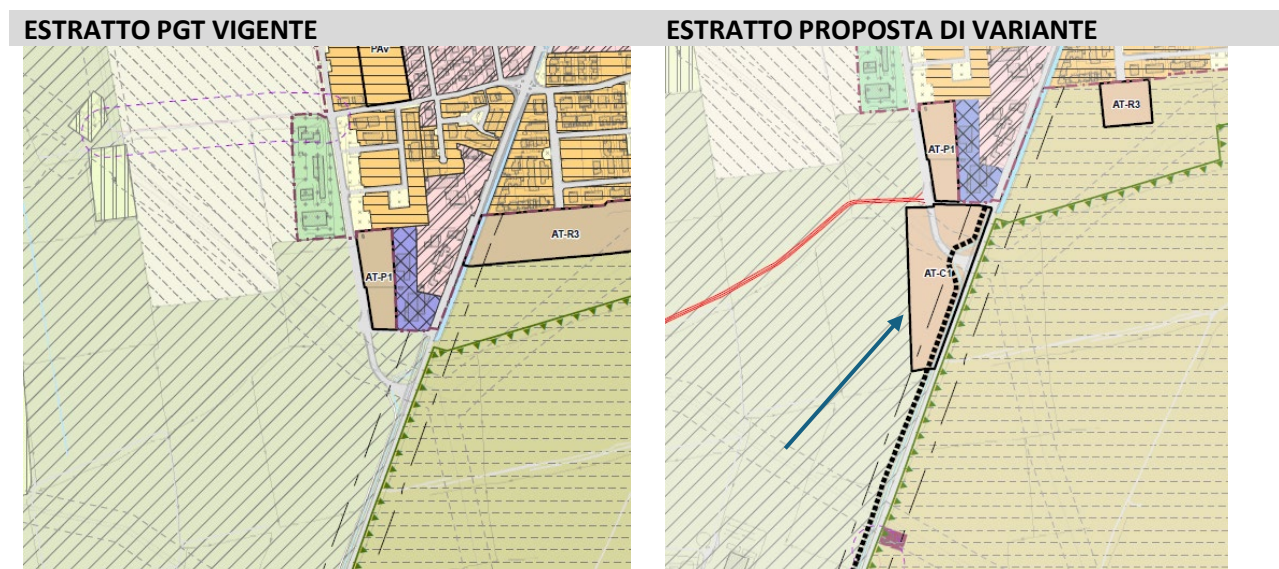 ESTRATTO PGT VIGENTE
ESTRATTO PROPOSTA DI VARIANTE
PAv
AT-R3
AT-P1
AT-R3
AT-P1
AT-C1